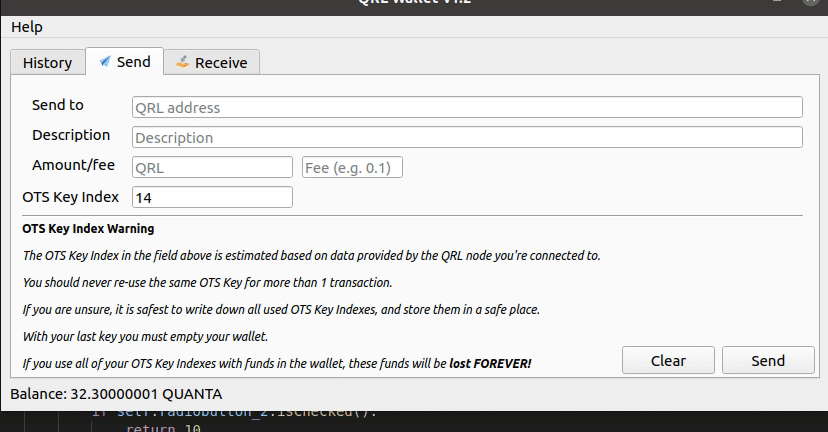 QRL Wallet V1.2
Help
History Send Receive
Send to QRL address
Description Description
Amount/fee QRL Fee (e.g. 0.1)
OTS Key Index 14
OTS Key Index Warning
The OTS Key Index in the field above is estimated based on data provided by the QRL node you're connected to.
You should never re-use the same OTS Key for more than 1 transaction.
If you are unsure, it is safest to write down all used OTS Key Indexes, and store them in a safe place.
With your last key you must empty your wallet.
If you use all of your OTS Key Indexes with funds in the wallet, these funds will be lost FOREVER!
Clear Send
Balance: 32.30000001 QUANTA
if self.radioButton_2.isChecked():
return 10